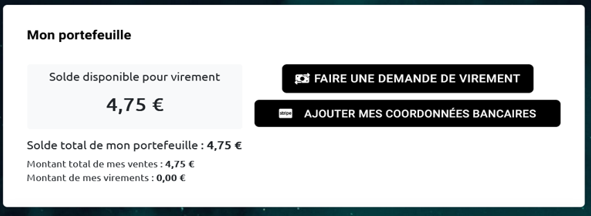 Mon portefeuille
Solde disponible pour virement
4,75 €
FAIRE UNE DEMANDE DE VIREMENT
stripe AJOUTER MES COORDONNÉES BANCAIRES
Solde total de mon portefeuille : 4,75 €
Montant total de mes ventes : 4,75 €
Montant de mes virements : 0,00 €